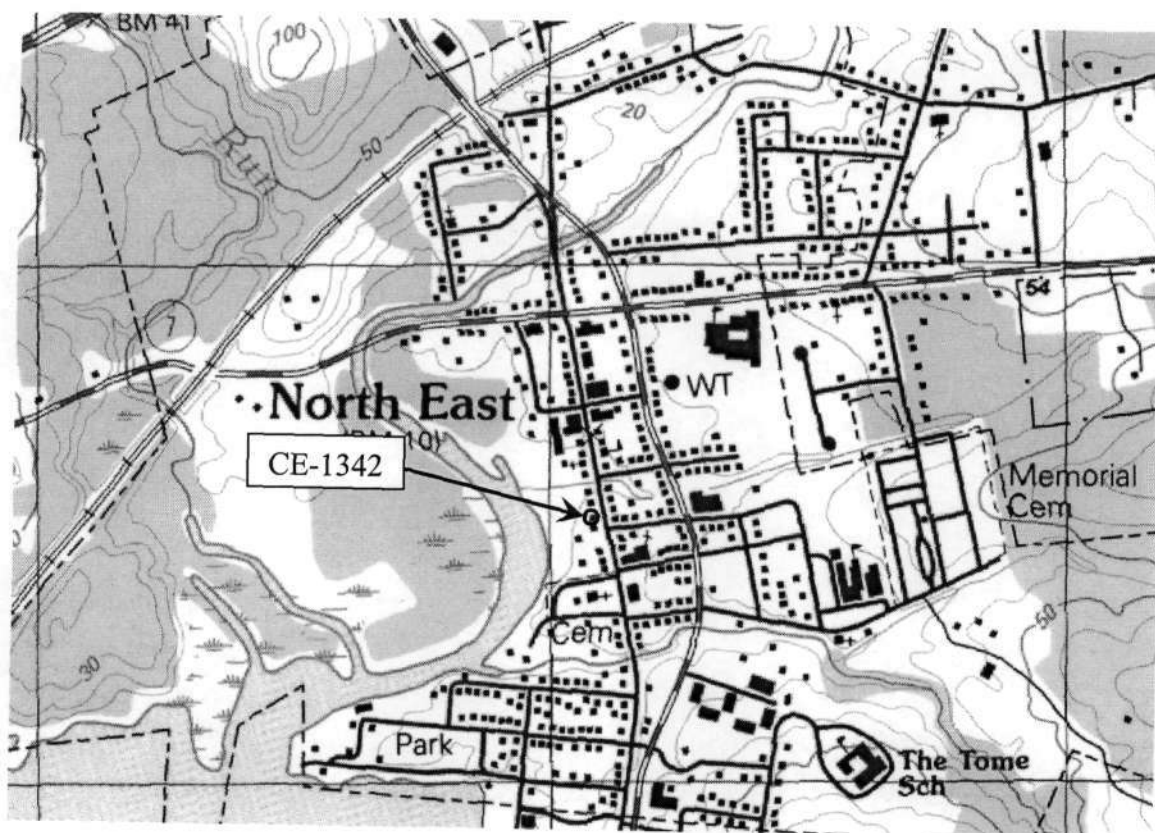 BM 41
100
20
Run
50
7
54
North East
WT
CE-1342
Memorial
Cem
Cem
50
30
Park
The Tome
Sch